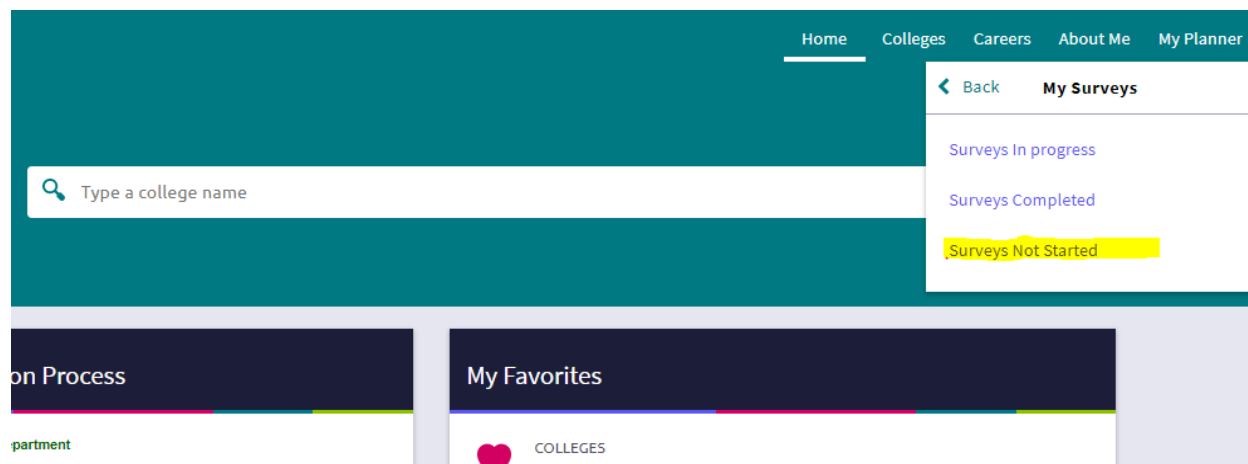 Home Colleges Careers About Me My Planner
Back My Surveys
Surveys In progress
Type a college name
Surveys Completed
Surveys Not Started
on Process
My Favorites
partment
COLLEGES